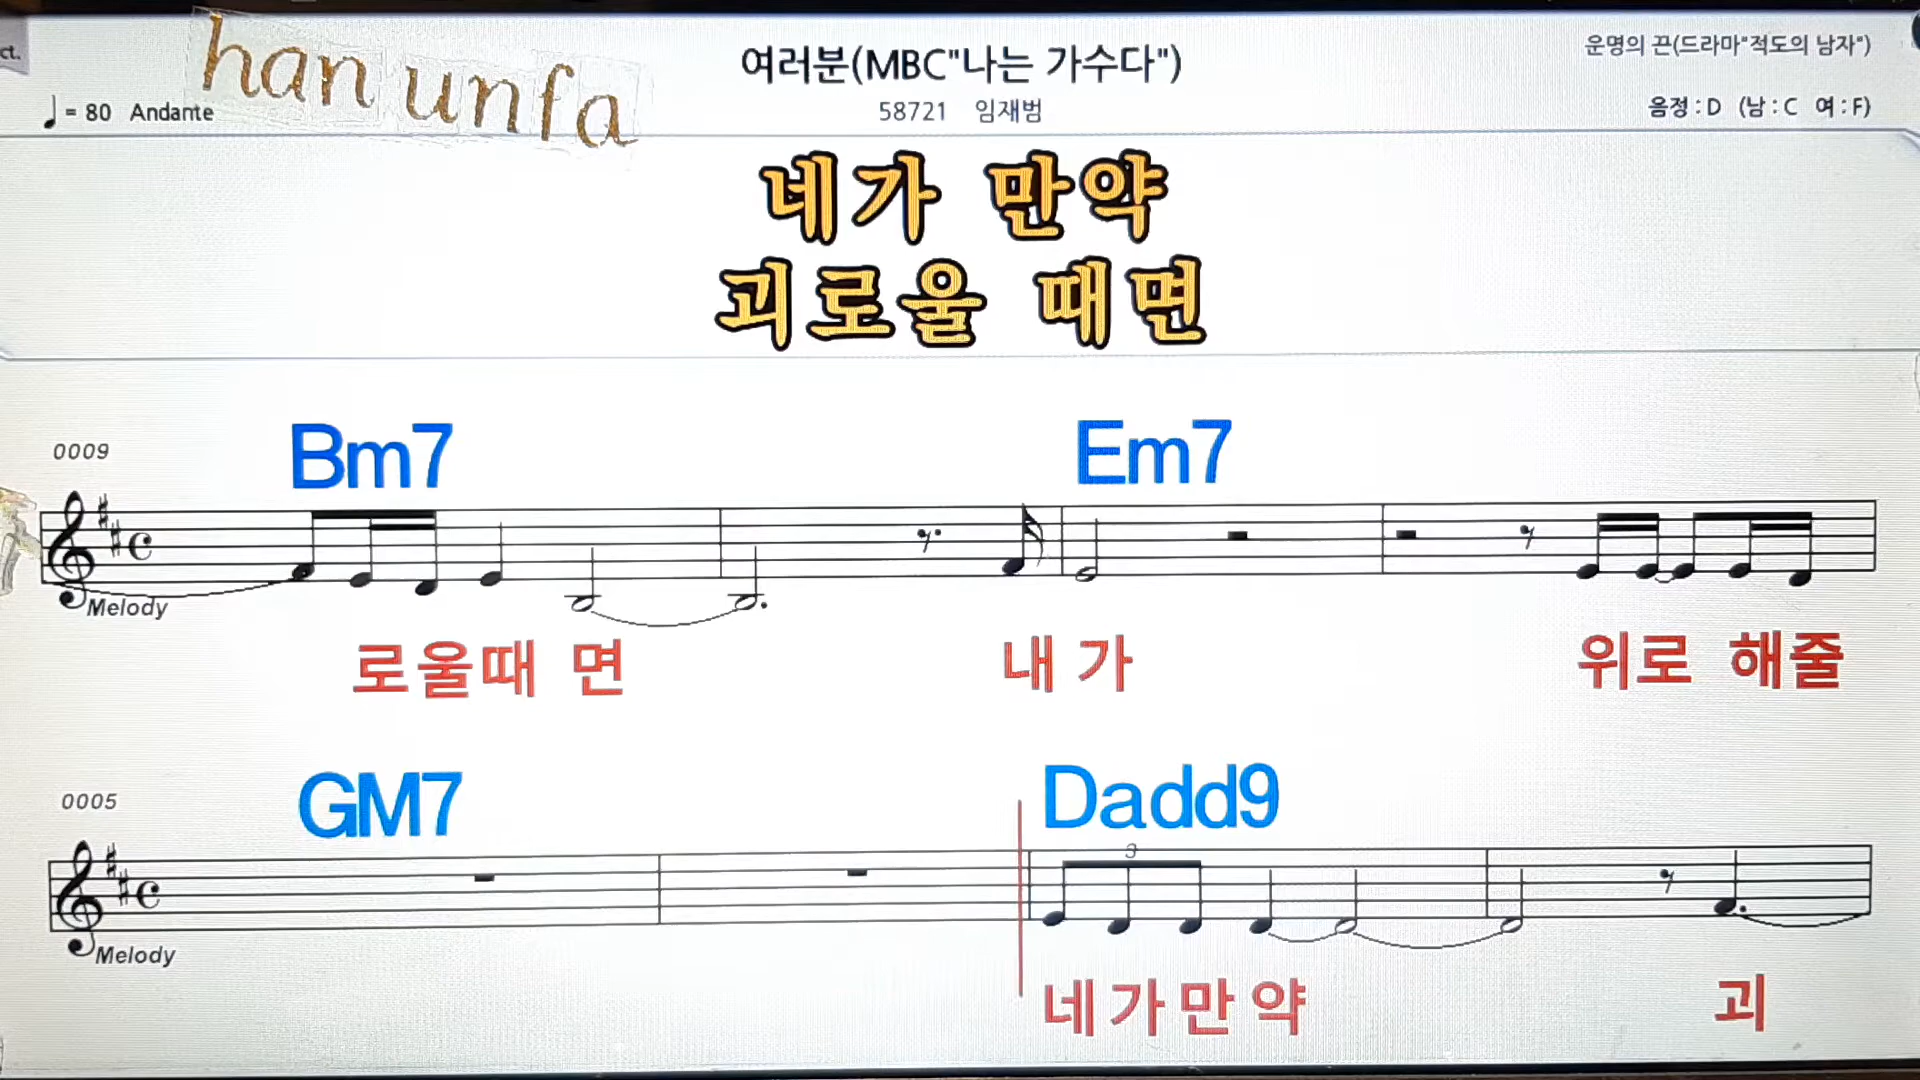 ct.
han unfa
여러분(MBC"나는 가수다")
운명의 끈(드라마"적도의 남자")
♩= 80 Andante
58721 임재범
음정 : D (남 : C 여 : F)
네가 만약
괴로울 때면
0009
Bm7 Em7
Melody
로울때 면 내 가 위로 해줄
0005
GM7 Dadd9
3
Melody
네가만 약 괴